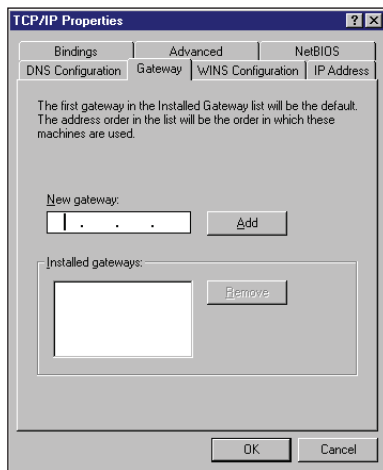 TCP/IP Properties
? ×
Bindings Advanced NetBIOS
DNS Configuration Gateway WINS Configuration IP Address
The first gateway in the Installed Gateway list will be the default.
The address order in the list will be the order in which these
machines are used.
New gateway:
. . .
Add
Installed gateways:
Remove
OK Cancel